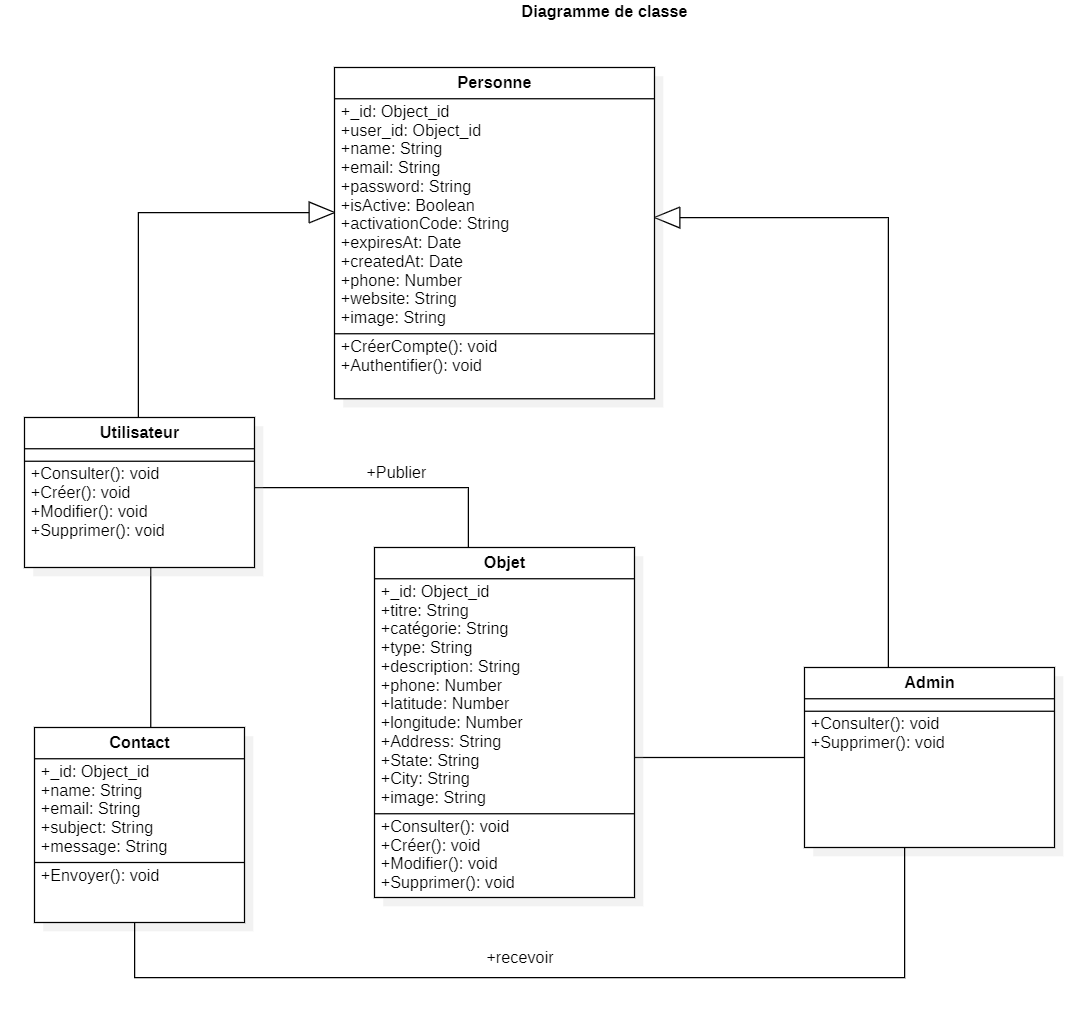 Diagramme de classe
Personne
+_id: Object_id
+user_id: Object_id
+name: String
+email: String
+password: String
+isActive: Boolean
+activationCode: String
+expiresAt: Date
+createdAt: Date
+phone: Number
+website: String
+image: String
+CréerCompte(): void
+Authentifier(): void
Utilisateur
+Consulter(): void
+Créer(): void
+Modifier(): void
+Supprimer(): void
+Publier
Objet
+_id: Object_id
+titre: String
+catégorie: String
+type: String
+description: String
+phone: Number
+latitude: Number
+longitude: Number
+Address: String
+State: String
+City: String
+image: String
+Consulter(): void
+Créer(): void
+Modifier(): void
+Supprimer(): void
Admin
+Consulter(): void
+Supprimer(): void
Contact
+_id: Object_id
+name: String
+email: String
+subject: String
+message: String
+Envoyer(): void
+recevoir